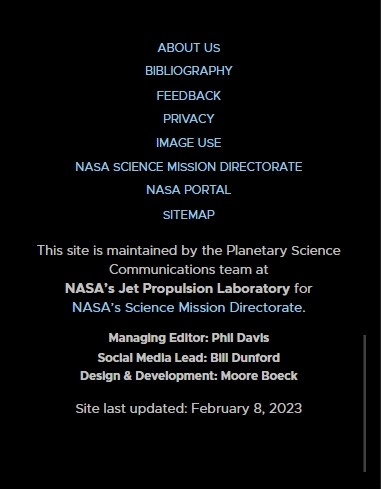 ABOUT US
BIBLIOGRAPHY
FEEDBACK
PRIVACY
IMAGE USE
NASA SCIENCE MISSION DIRECTORATE
NASA PORTAL
SITEMAP
This site is maintained by the Planetary Science
Communications team at
NASA's Jet Propulsion Laboratory for
NASA's Science Mission Directorate.
Managing Editor: Phil Davis
Social Media Lead: Bill Dunford
Design & Development: Moore Boeck
Site last updated: February 8, 2023